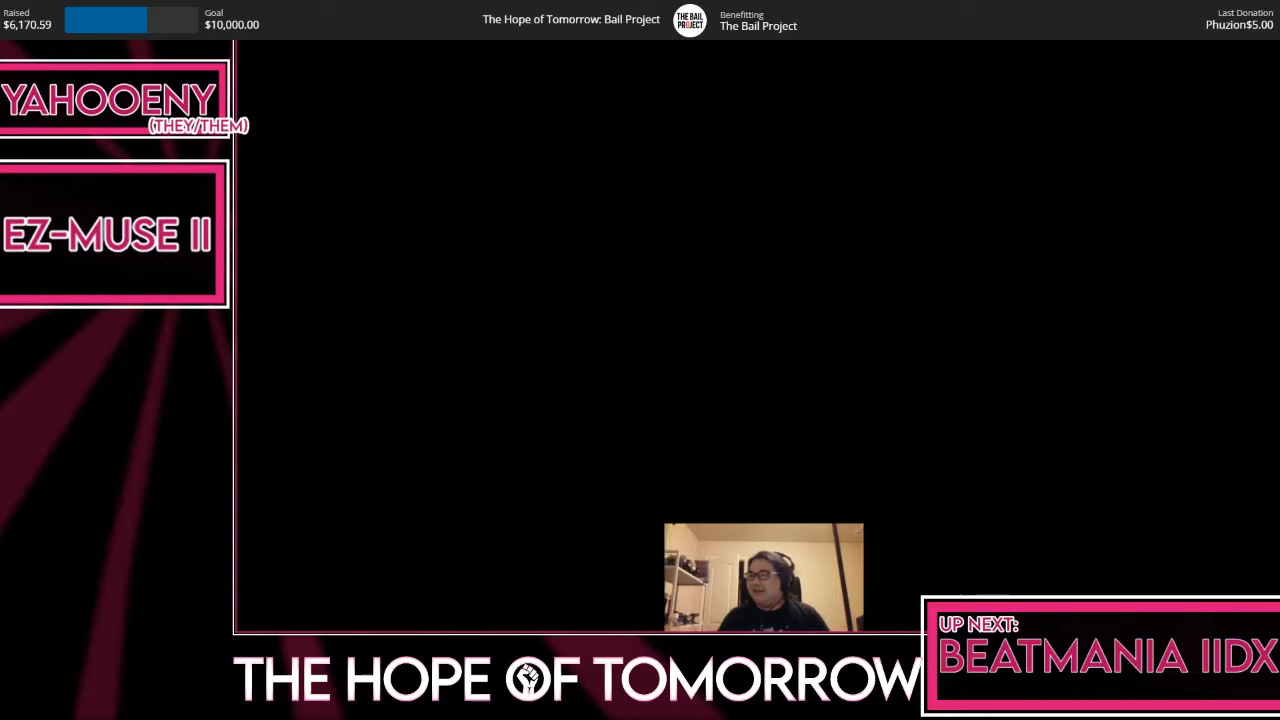 Raised
$6,170.59
Goal
$10,000.00
The Hope of Tomorrow: Bail Project
THE BAIL
PROJECT
Benefitting
The Bail Project
Last Donation
Phuzion$5.00
YAHOOENY
(THEY/THEM)
EZ-MUSE II
UP NEXT:
BEATMANIA IIDX
THE HOPE OF TOMORROW